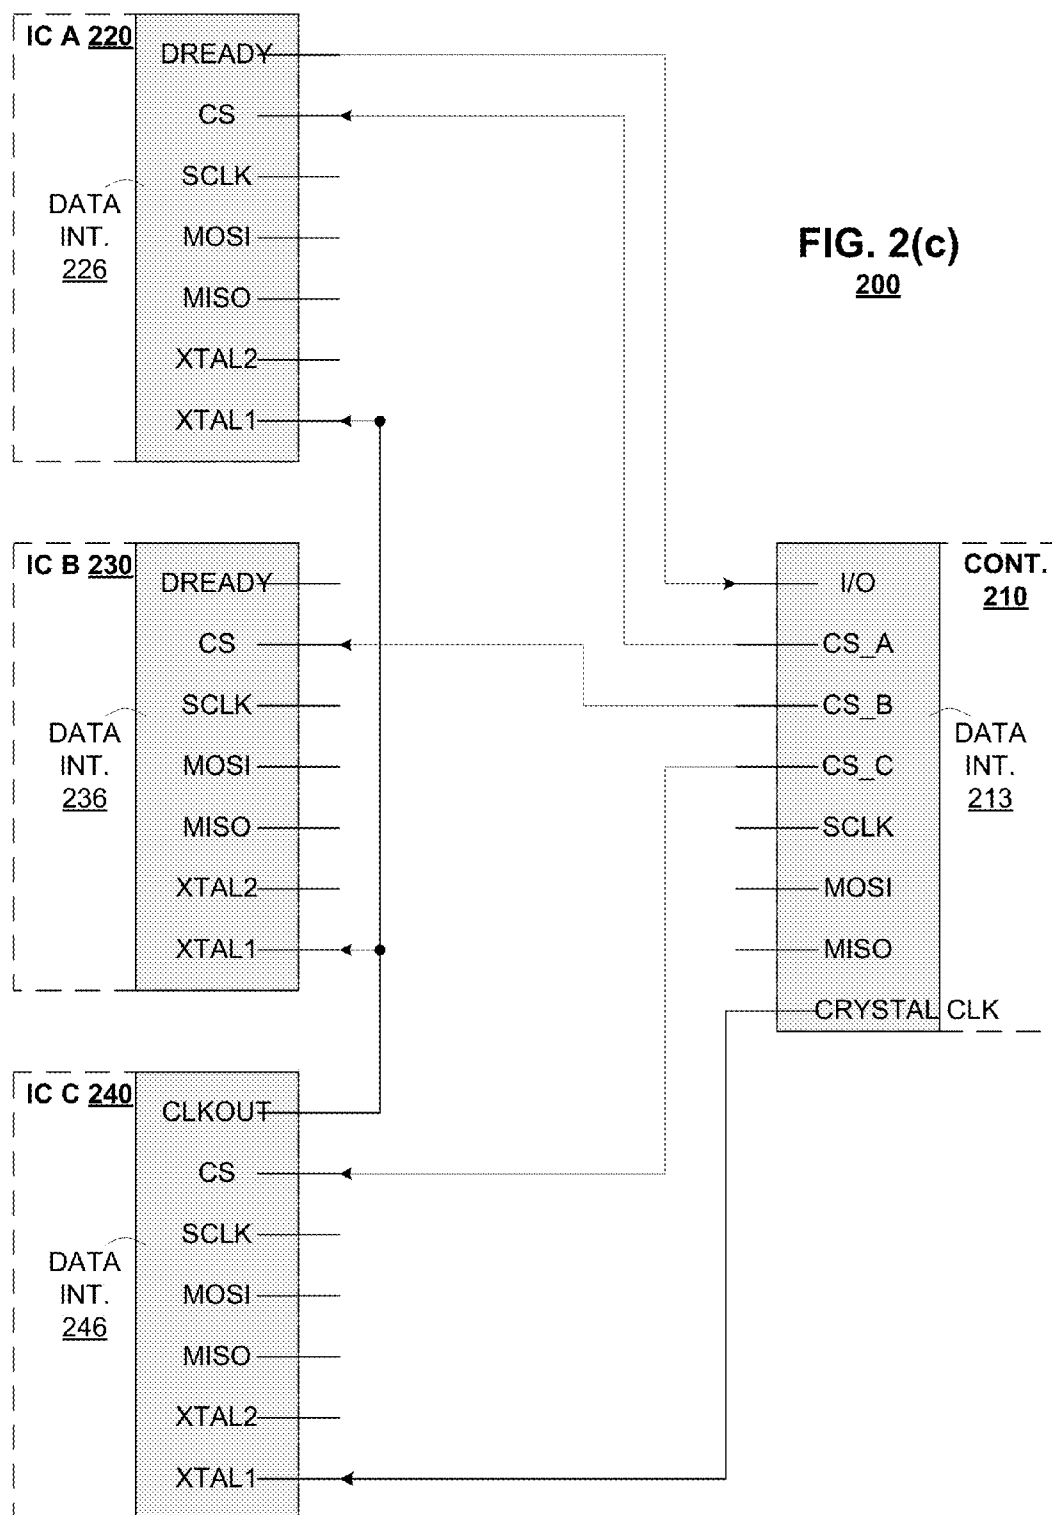 IC A 220
DREADY
CS
SCLK
MOSI
MISO
XTAL2
XTAL1
DATA
INT.
226
FIG. 2(c)
200
IC B 230
DREADY
CS
SCLK
MOSI
MISO
XTAL2
XTAL1
DATA
INT.
236
CONT.
210
I/O
CS_A
CS_B
CS_C
SCLK
MOSI
MISO
CRYSTAL CLK
DATA
INT.
213
IC C 240
CLKOUT
CS
SCLK
MOSI
MISO
XTAL2
XTAL1
DATA
INT.
246